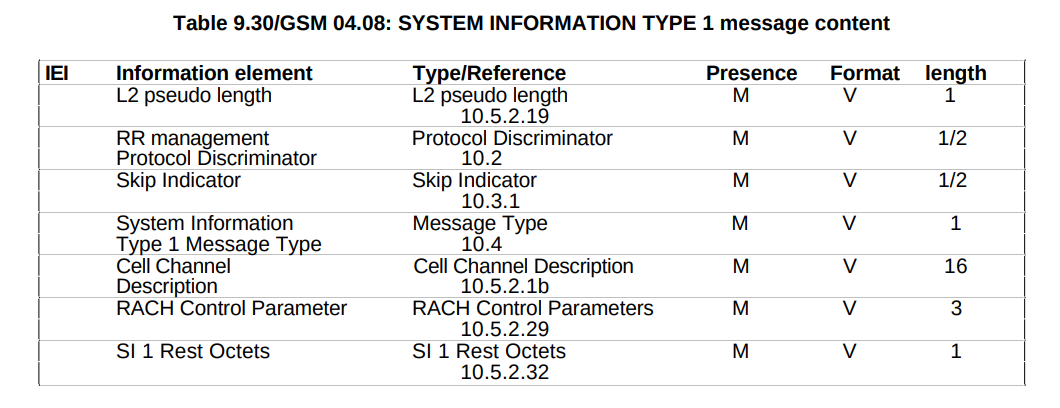 Table 9.30/GSM 04.08: SYSTEM INFORMATION TYPE 1 message content
IEI Information element Type/Reference Presence Format length
L2 pseudo length L2 pseudo length M V 1
10.5.2.19
RR management Protocol Discriminator M V 1/2
Protocol Discriminator 10.2
Skip Indicator Skip Indicator M V 1/2
10.3.1
System Information Message Type M V 1
Type 1 Message Type 10.4
Cell Channel Cell Channel Description M V 16
Description 10.5.2.1b
RACH Control Parameter RACH Control Parameters M V 3
10.5.2.29
SI 1 Rest Octets SI 1 Rest Octets M V 1
10.5.2.32